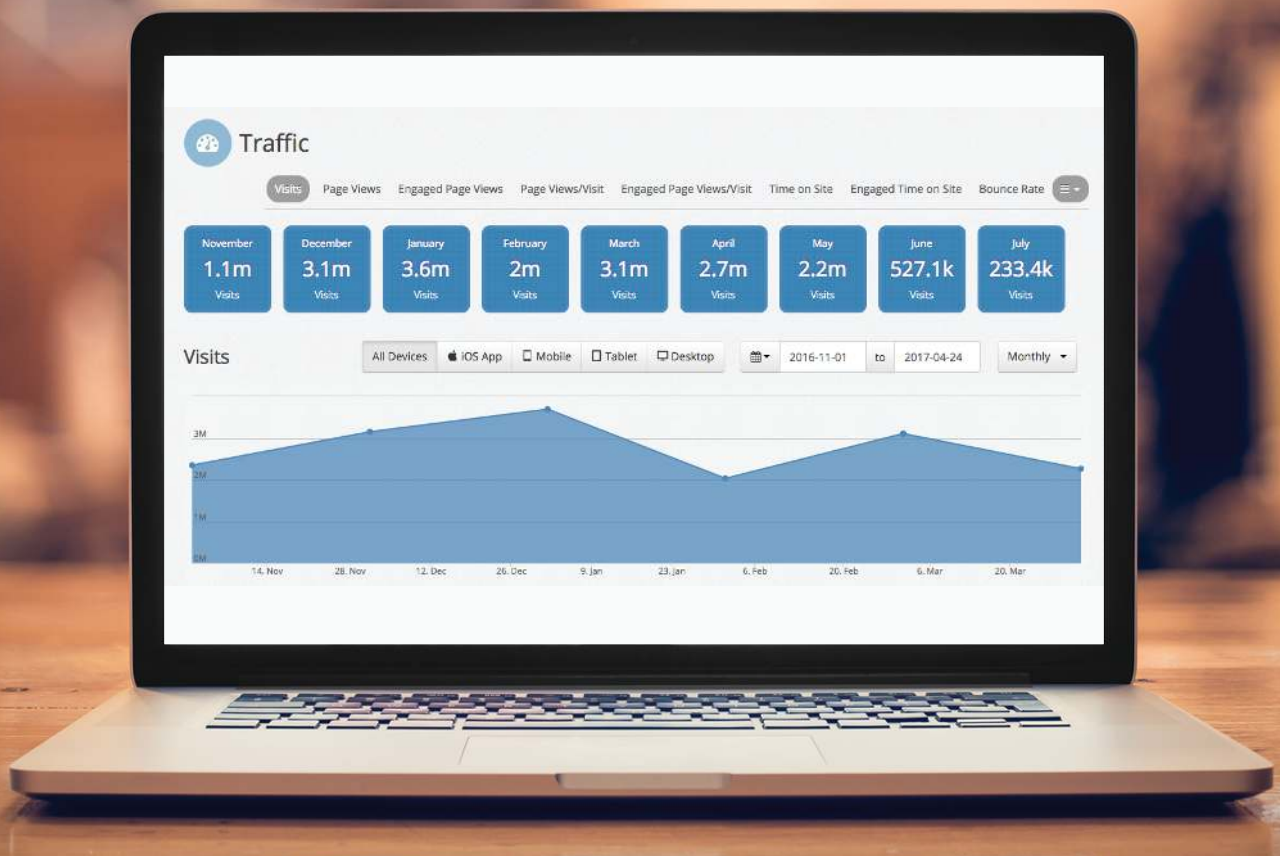 Traffic
Visits Page Views Engaged Page Views Page Views/Visit Engaged Page Views/Visit Time on Site Engaged Time on Site Bounce Rate
November December January February March April May June July
1.1m 3.1m 3.6m 2m 3.1m 2.7m 2.2m 527.1k 233.4k
Visits Visits Visits Visits Visits Visits Visits Visits Visits
Visits All Devices iOS App Mobile Tablet Desktop 2016-11-01 to 2017-04-24 Monthly
3M
2M
1M
0M
14. Nov 28. Nov 12. Dec 26. Dec 9. Jan 23. Jan 6. Feb 20. Feb 6. Mar 20. Mar